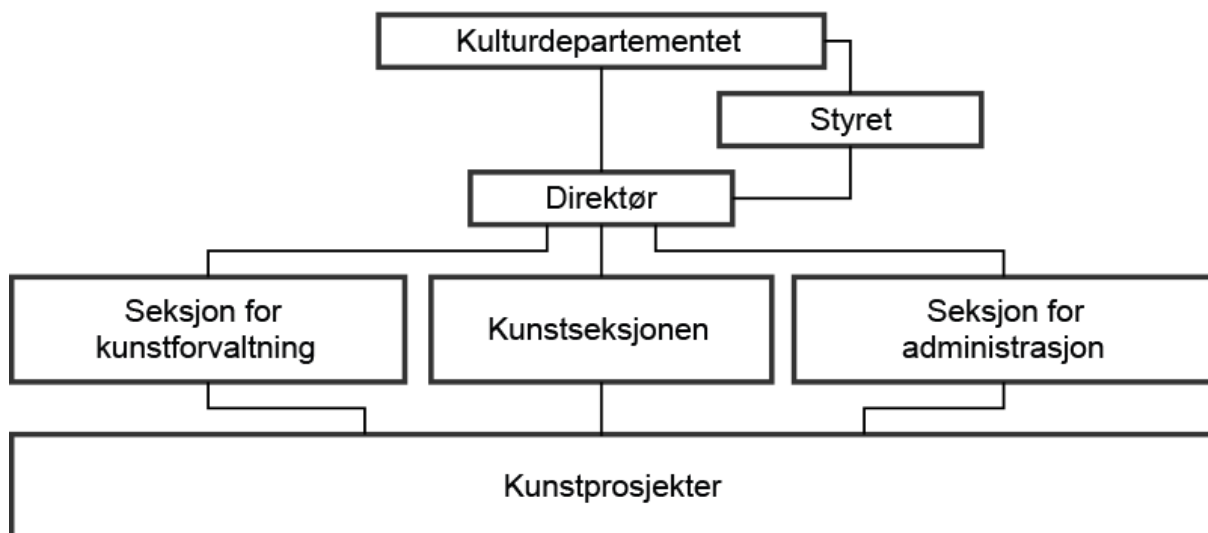 Kulturdepartementet
Styret
Direktør
Seksjon for
kunstforvaltning
Kunstseksjonen
Seksjon for
administrasjon
Kunstprosjekter